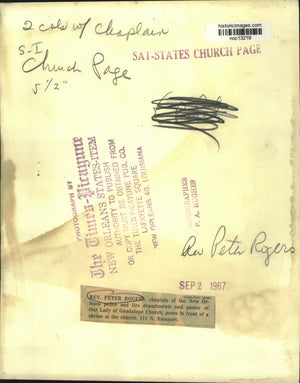 historicimages.com
noc13219
2 cols w/ chaplain
S-I
Church Page
5 1/2"
SAT-STATES CHURCH PAGE
PHOTOGRAPH BY
The Times-Picayune
NEW ORLEANS STATES-ITEM
AUTHORITY TO PUBLISH
OR COPY MUST BE OBTAINED FROM
THE TIMES-PICAYUNE PUB. CO.
LAFAYETTE SQUARE
NEW ORLEANS 40, LOUISIANA
PHOTOGRAPHER
P. A. HUGHES
Rev Peter Rogers
SEP 2 1967
REV. PETER ROGERS, chaplain of the New Or-
leans police and fire departments and pastor of
Our Lady of Guadalupe Church, poses in front of a
shrine at the church, 411 N. Rampart.